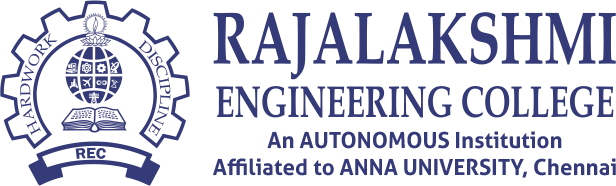 HARDWORK
DISCIPLINE
REC
RAJALAKSHMI
ENGINEERING COLLEGE
An AUTONOMOUS Institution
Affiliated to ANNA UNIVERSITY, Chennai